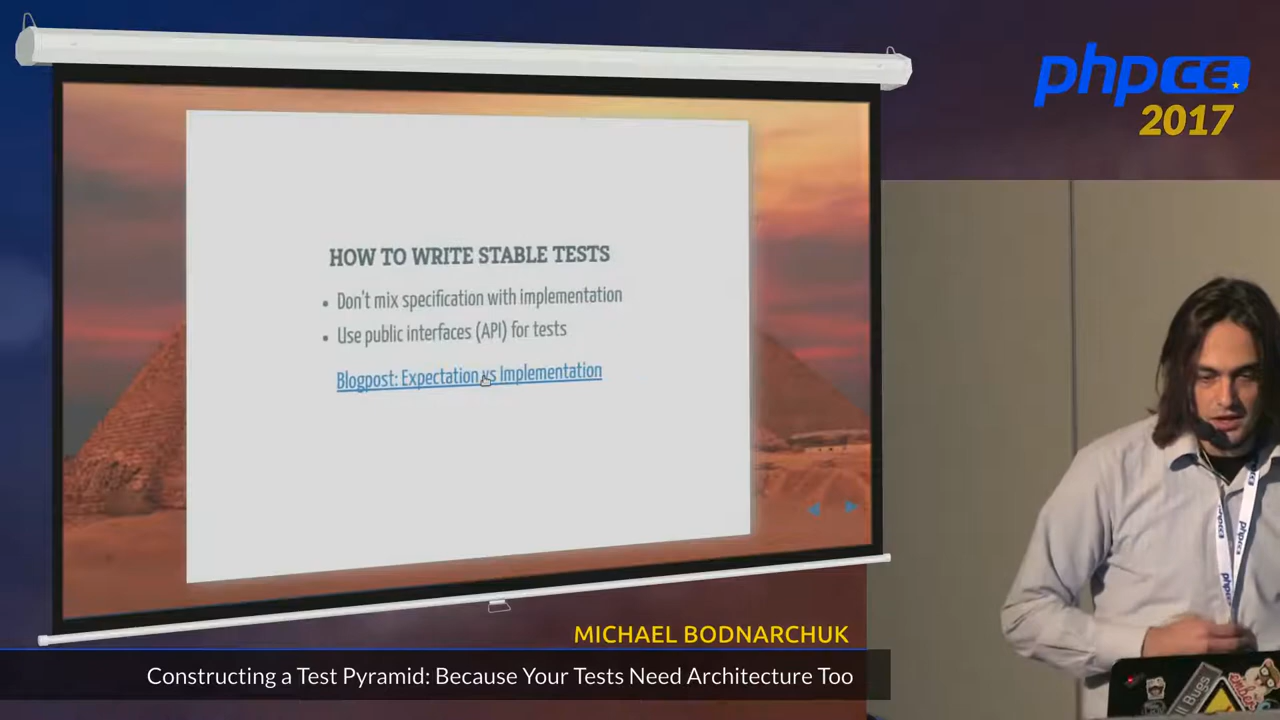 phpCE
2017
HOW TO WRITE STABLE TESTS
• Don't mix specification with implementation
• Use public interfaces (API) for tests
Blogpost: Expectation vs Implementation
MICHAEL BODNARCHUK
Constructing a Test Pyramid: Because Your Tests Need Architecture Too